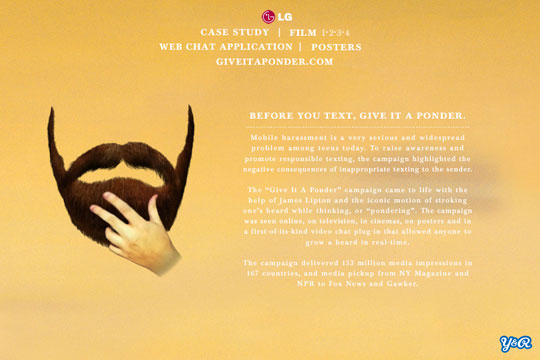 LG
CASE STUDY | FILM 1·2·3·4
WEB CHAT APPLICATION | POSTERS
GIVEITAPONDER.COM
BEFORE YOU TEXT, GIVE IT A PONDER.
Mobile harassment is a very serious and widespread
problem among teens today. To raise awareness and
promote responsible texting, the campaign highlighted the
negative consequences of inappropriate texting to the sender.
The “Give It A Ponder” campaign came to life with the
help of James Lipton and the iconic motion of stroking
one's beard while thinking, or “pondering”. The campaign
was seen online, on television, in cinemas, on posters and in
a first-of-its-kind video chat plug-in that allowed anyone to
grow a beard in real-time.
The campaign delivered 153 million media impressions in
167 countries, and media pickup from NY Magazine and
NPR to Fox News and Gawker.
Y&R